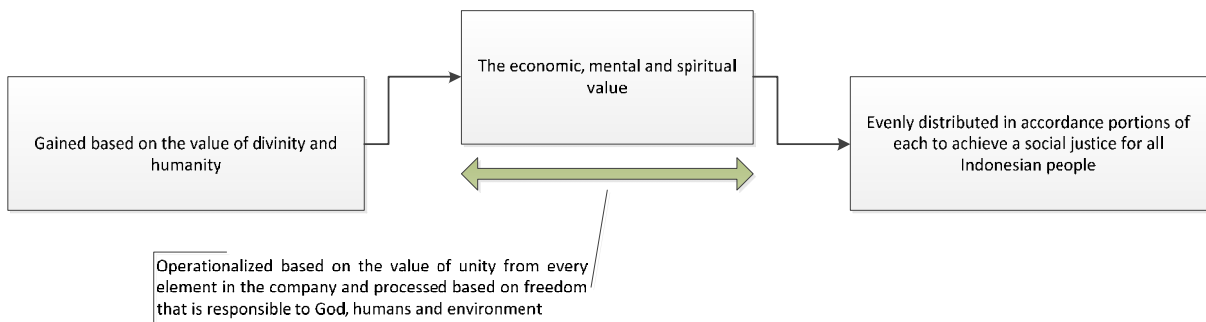 Gained based on the value of divinity and
humanity
The economic, mental and spiritual
value
Evenly distributed in accordance portions of
each to achieve a social justice for all
Indonesian people
Operationalized based on the value of unity from every
element in the company and processed based on freedom
that is responsible to God, humans and environment